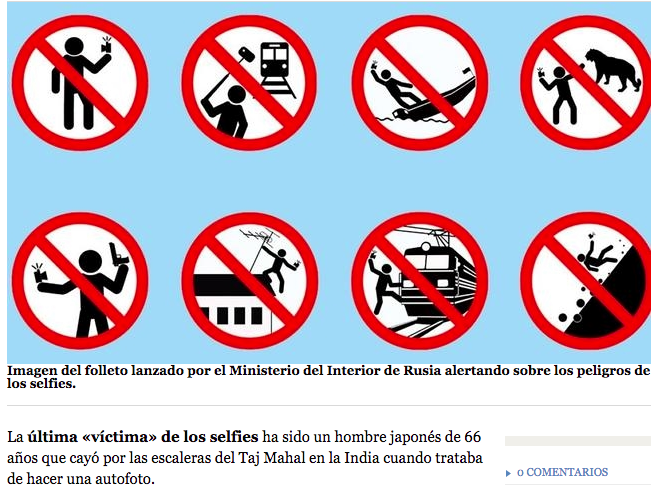 Imagen del folleto lanzado por el Ministerio del Interior de Rusia alertando sobre los peligros de
los selfies.
La última «víctima» de los selfies ha sido un hombre japonés de 66
años que cayó por las escaleras del Taj Mahal en la India cuando trataba
de hacer una autofoto.
0 COMENTARIOS